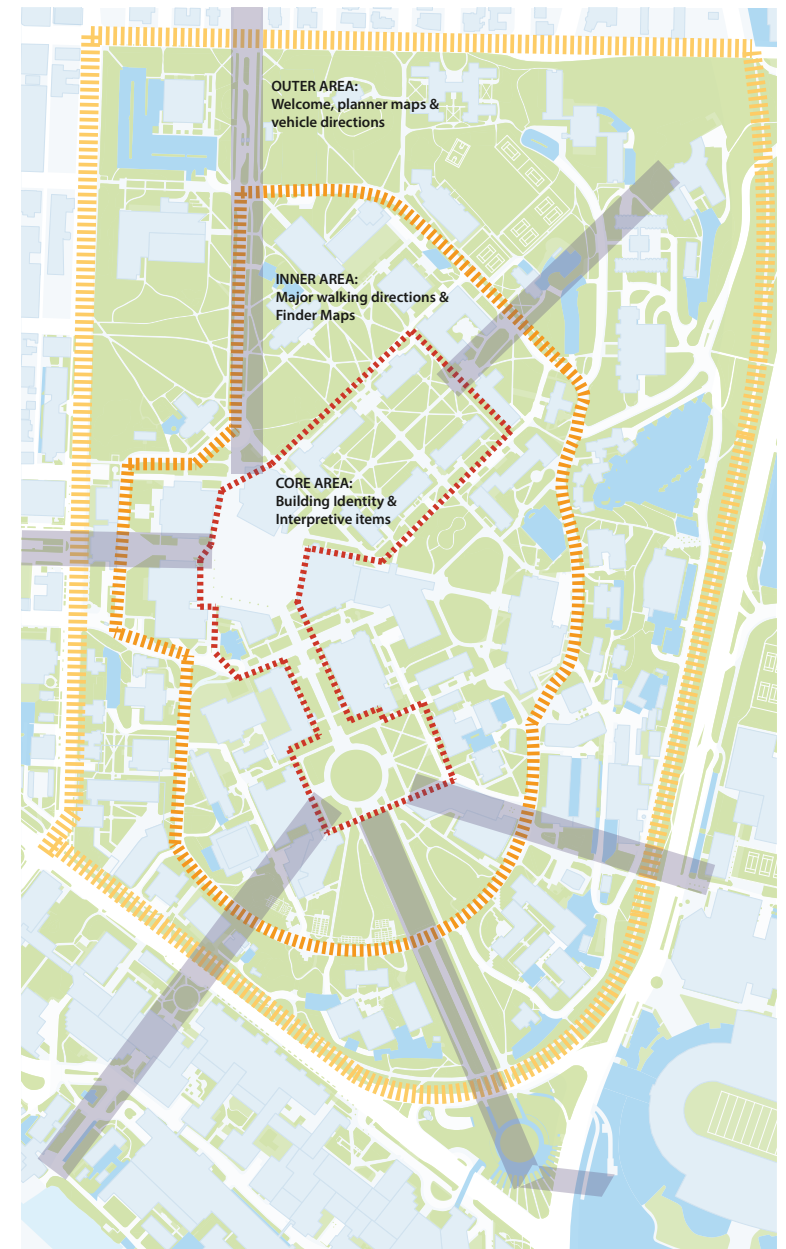 OUTER AREA:
Welcome, planner maps &
vehicle directions
INNER AREA:
Major walking directions &
Finder Maps
CORE AREA:
Building Identity &
Interpretive items